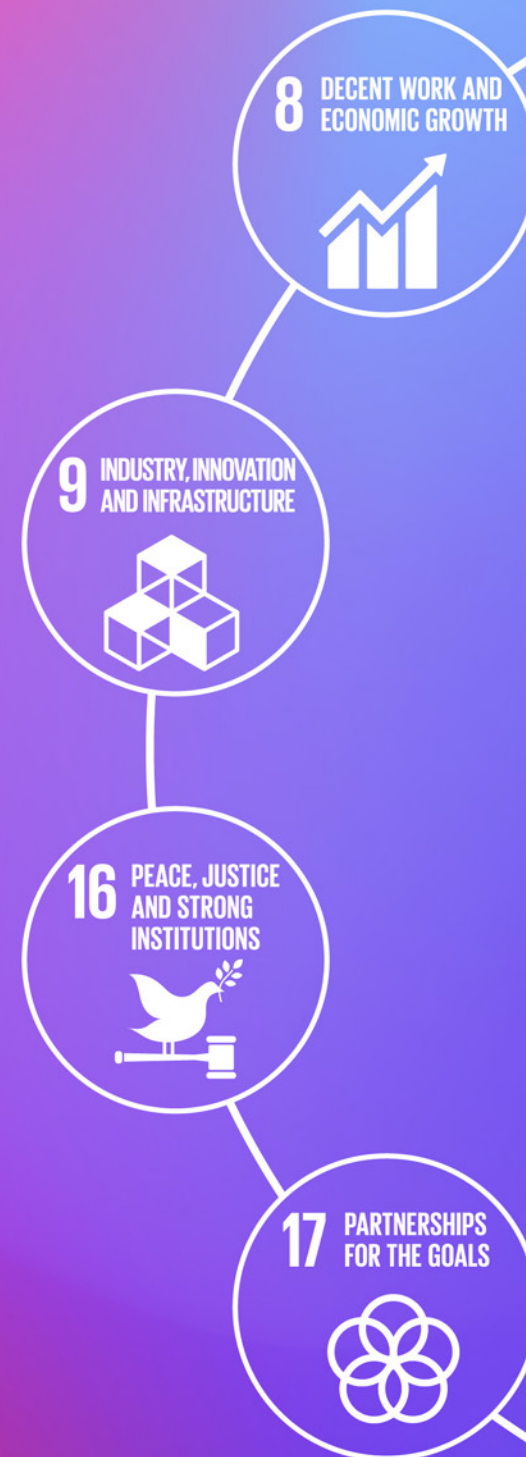 8 DECENT WORK AND
ECONOMIC GROWTH
9 INDUSTRY, INNOVATION
AND INFRASTRUCTURE
16 PEACE, JUSTICE
AND STRONG
INSTITUTIONS
17 PARTNERSHIPS
FOR THE GOALS